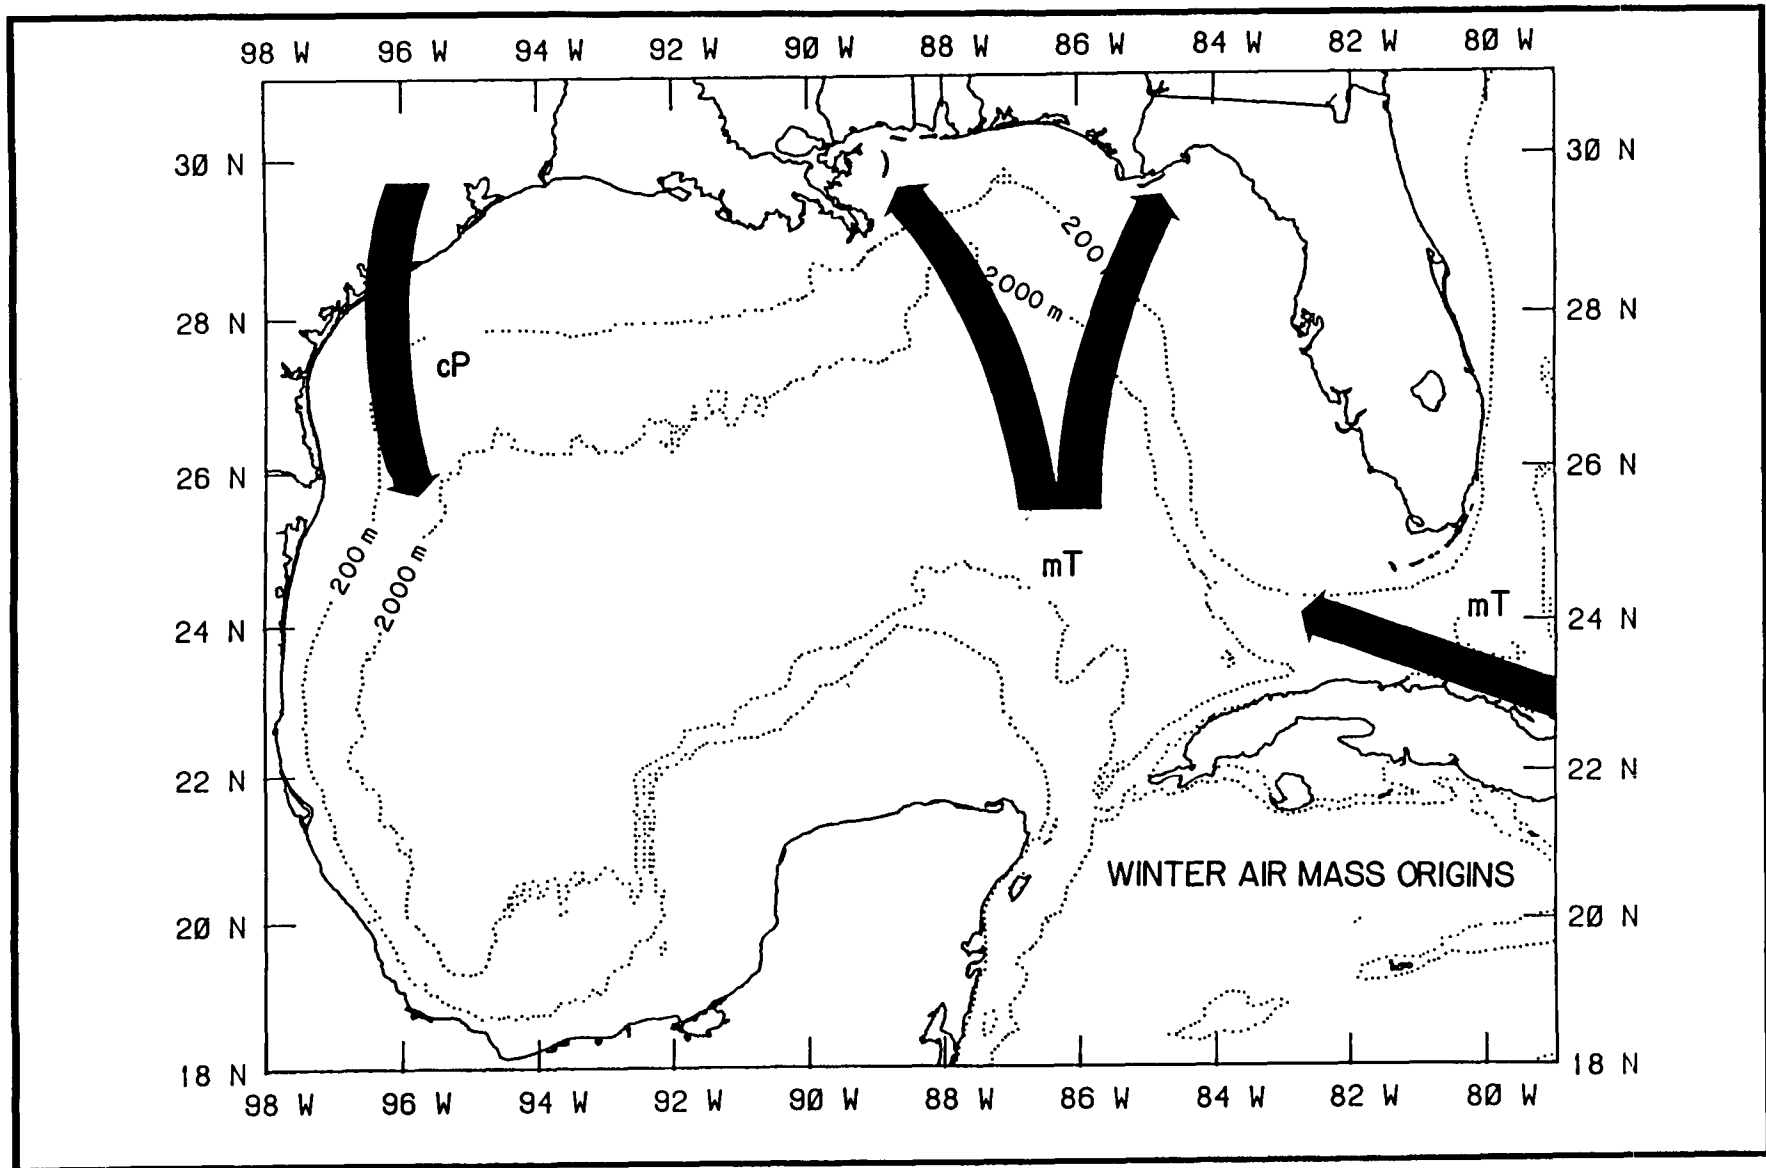 98 W 96 W 94 W 92 W 90 W 88 W 86 W 84 W 82 W 80 W
30 N 30 N
200
2000 m
28 N 28 N
cP
26 N 26 N
200 m
2000 m
mT
mT
24 N 24 N
22 N 22 N
WINTER AIR MASS ORIGINS
20 N 20 N
18 N 18 N
98 W 96 W 94 W 92 W 90 W 88 W 86 W 84 W 82 W 80 W